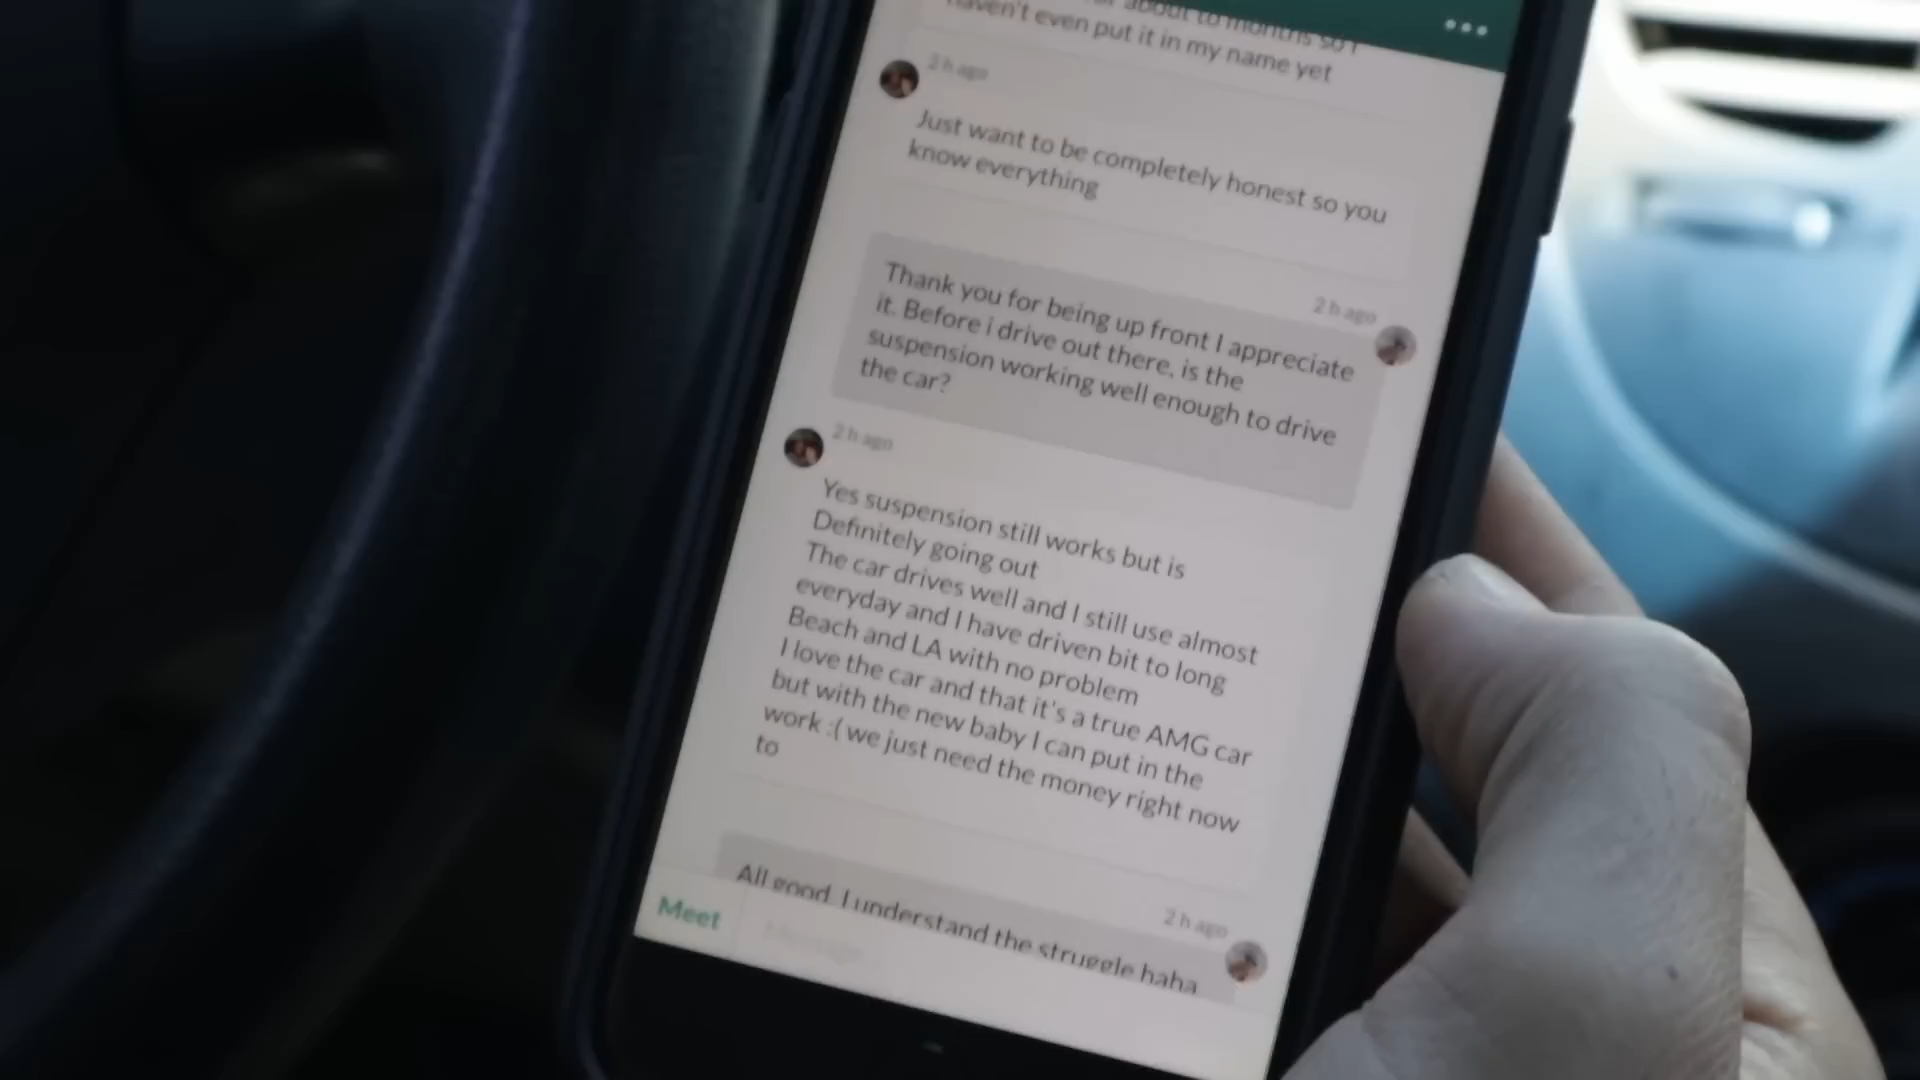 about to months so I
haven't even put it in my name yet
2 h ago
Just want to be completely honest so you
know everything
2 h ago
Thank you for being up front I appreciate
it. Before i drive out there, is the
suspension working well enough to drive
the car?
2 h ago
Yes suspension still works but is
Definitely going out
The car drives well and I still use almost
everyday and I have driven bit to long
Beach and LA with no problem
I love the car and that it's a true AMG car
but with the new baby I can put in the
work :( we just need the money right now
to
2 h ago
All good. I understand the struggle haha
Meet
Message